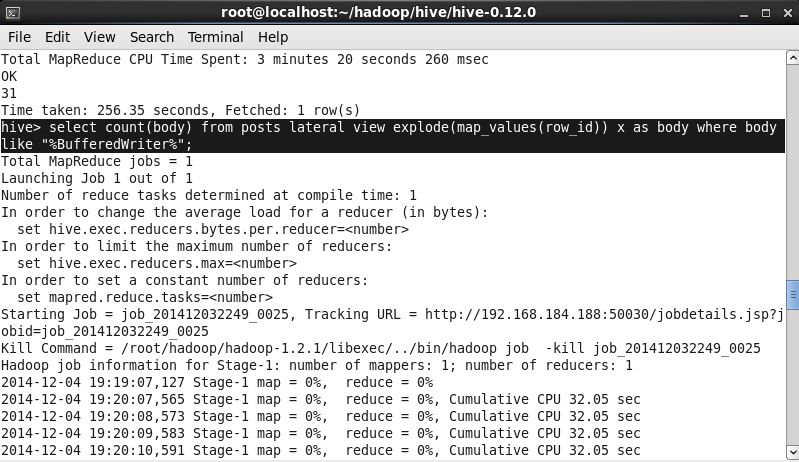 root@localhost:~/hadoop/hive/hive-0.12.0
File Edit View Search Terminal Help
Total MapReduce CPU Time Spent: 3 minutes 20 seconds 260 msec
OK
31
Time taken: 256.35 seconds, Fetched: 1 row(s)
hive> select count(body) from posts lateral view explode(map_values(row_id)) x as body where body
like "%BufferedWriter%";
Total MapReduce jobs = 1
Launching Job 1 out of 1
Number of reduce tasks determined at compile time: 1
In order to change the average load for a reducer (in bytes):
  set hive.exec.reducers.bytes.per.reducer=<number>
In order to limit the maximum number of reducers:
  set hive.exec.reducers.max=<number>
In order to set a constant number of reducers:
  set mapred.reduce.tasks=<number>
Starting Job = job_201412032249_0025, Tracking URL = http://192.168.184.188:50030/jobdetails.jsp?j
obid=job_201412032249_0025
Kill Command = /root/hadoop/hadoop-1.2.1/libexec/../bin/hadoop job  -kill job_201412032249_0025
Hadoop job information for Stage-1: number of mappers: 1; number of reducers: 1
2014-12-04 19:19:07,127 Stage-1 map = 0%,  reduce = 0%
2014-12-04 19:20:07,565 Stage-1 map = 0%,  reduce = 0%, Cumulative CPU 32.05 sec
2014-12-04 19:20:08,573 Stage-1 map = 0%,  reduce = 0%, Cumulative CPU 32.05 sec
2014-12-04 19:20:09,583 Stage-1 map = 0%,  reduce = 0%, Cumulative CPU 32.05 sec
2014-12-04 19:20:10,591 Stage-1 map = 0%,  reduce = 0%, Cumulative CPU 32.05 sec